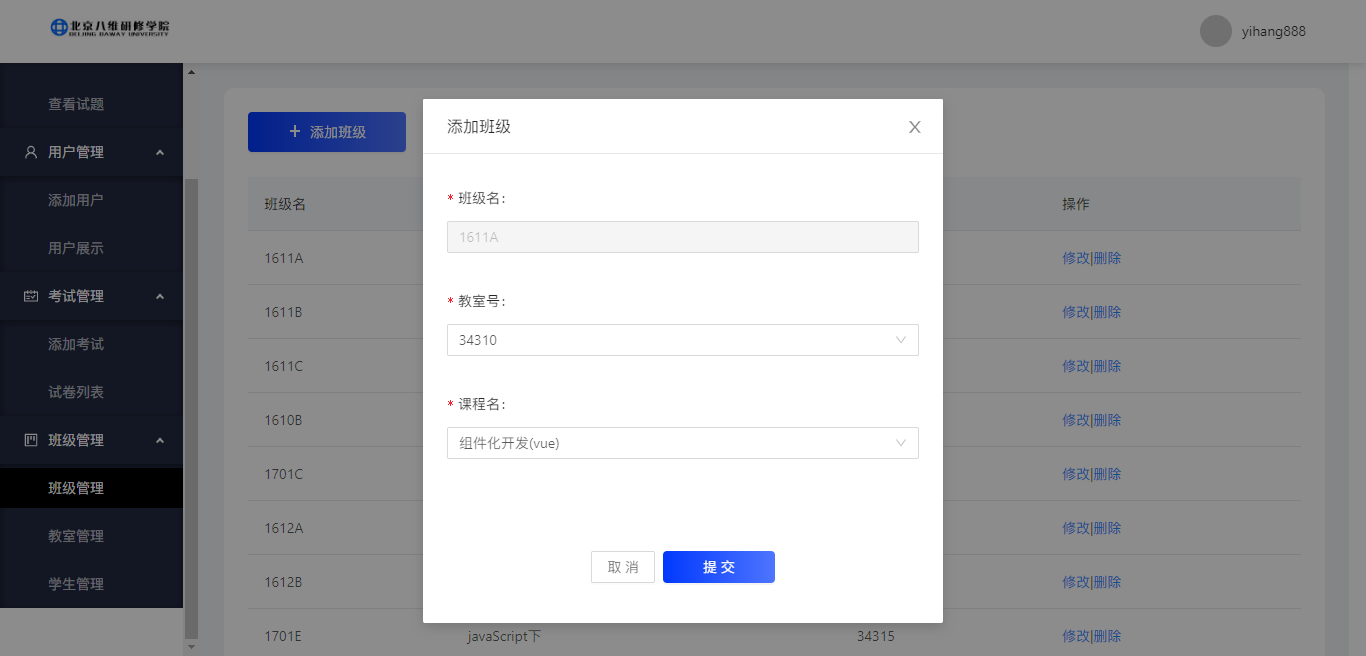 北京八维研修学院
BEIJING BAWAY UNIVERSITY
yihang888
查看试题
用户管理
添加用户
用户展示
考试管理
添加考试
试卷列表
班级管理
班级管理
教室管理
学生管理
+ 添加班级
班级名
操作
1611A
修改|删除
1611B
修改|删除
1611C
修改|删除
1610B
修改|删除
1701C
修改|删除
1612A
修改|删除
1612B
修改|删除
1701E javaScript下 34315 修改|删除
添加班级
* 班级名:
1611A
* 教室号:
34310
* 课程名:
组件化开发(vue)
取 消
提 交